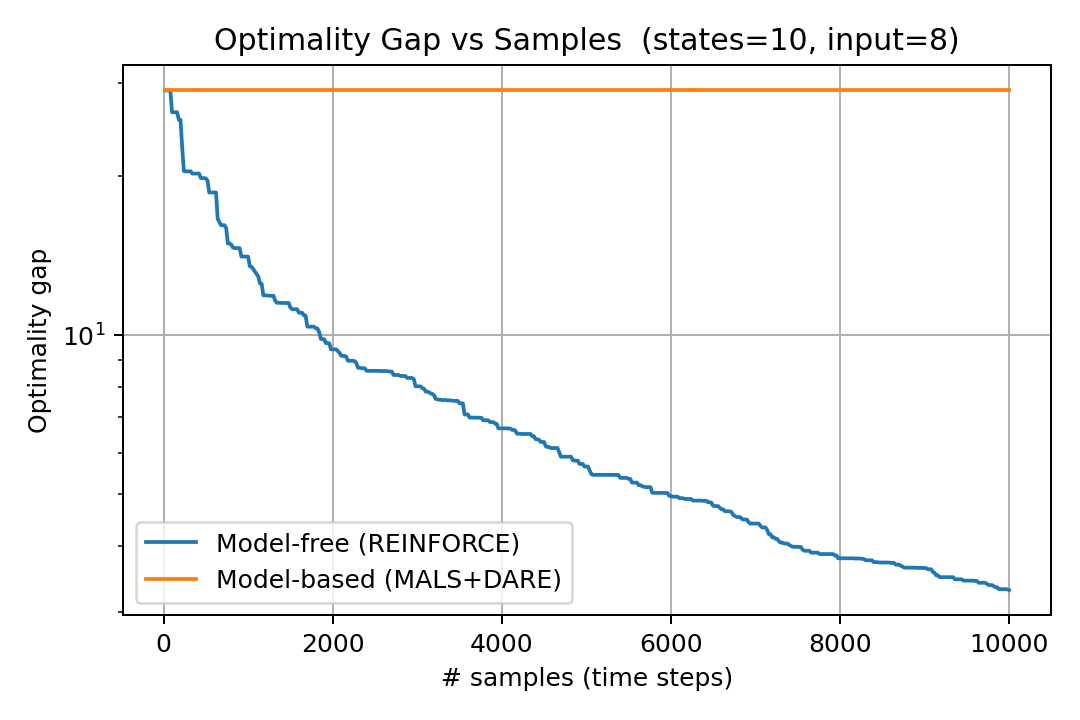 Optimality Gap vs Samples (states=10, input=8)
Optimality gap
10¹
Model-free (REINFORCE)
Model-based (MALS+DARE)
0 2000 4000 6000 8000 10000
# samples (time steps)